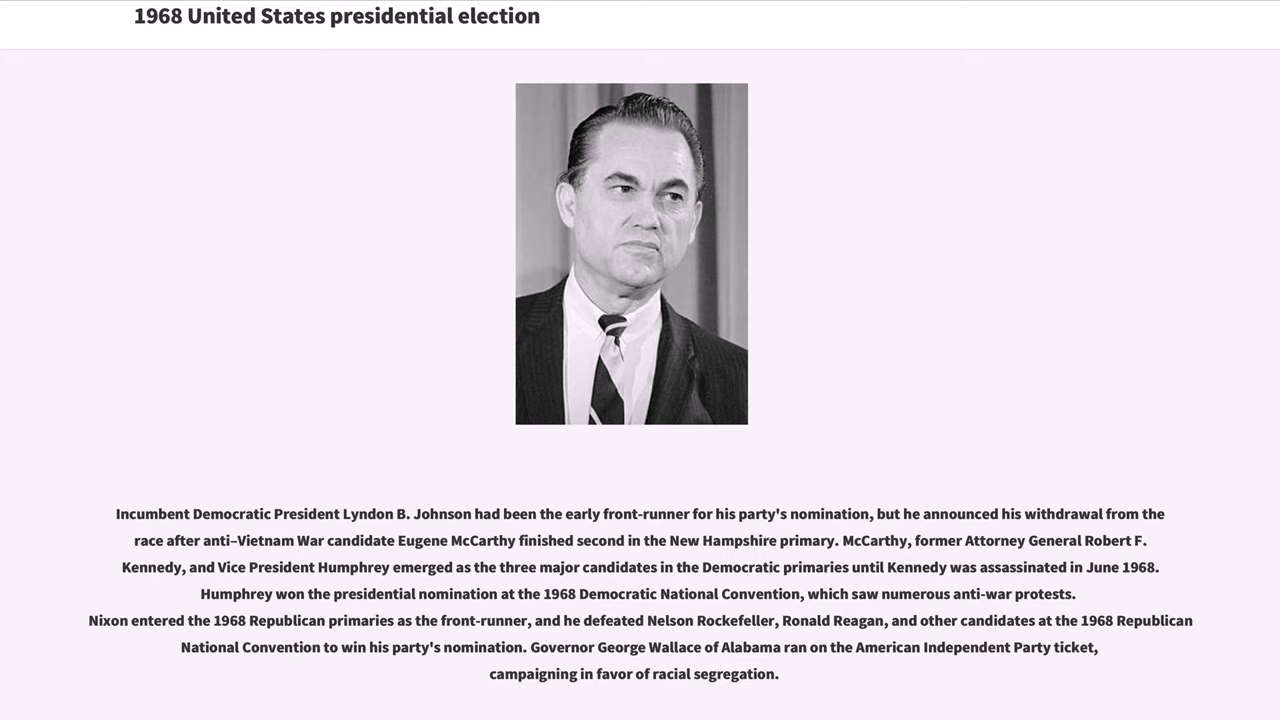 1968 United States presidential election
Incumbent Democratic President Lyndon B. Johnson had been the early front-runner for his party's nomination, but he announced his withdrawal from the
race after anti–Vietnam War candidate Eugene McCarthy finished second in the New Hampshire primary. McCarthy, former Attorney General Robert F.
Kennedy, and Vice President Humphrey emerged as the three major candidates in the Democratic primaries until Kennedy was assassinated in June 1968.
Humphrey won the presidential nomination at the 1968 Democratic National Convention, which saw numerous anti-war protests.
Nixon entered the 1968 Republican primaries as the front-runner, and he defeated Nelson Rockefeller, Ronald Reagan, and other candidates at the 1968 Republican
National Convention to win his party's nomination. Governor George Wallace of Alabama ran on the American Independent Party ticket,
campaigning in favor of racial segregation.